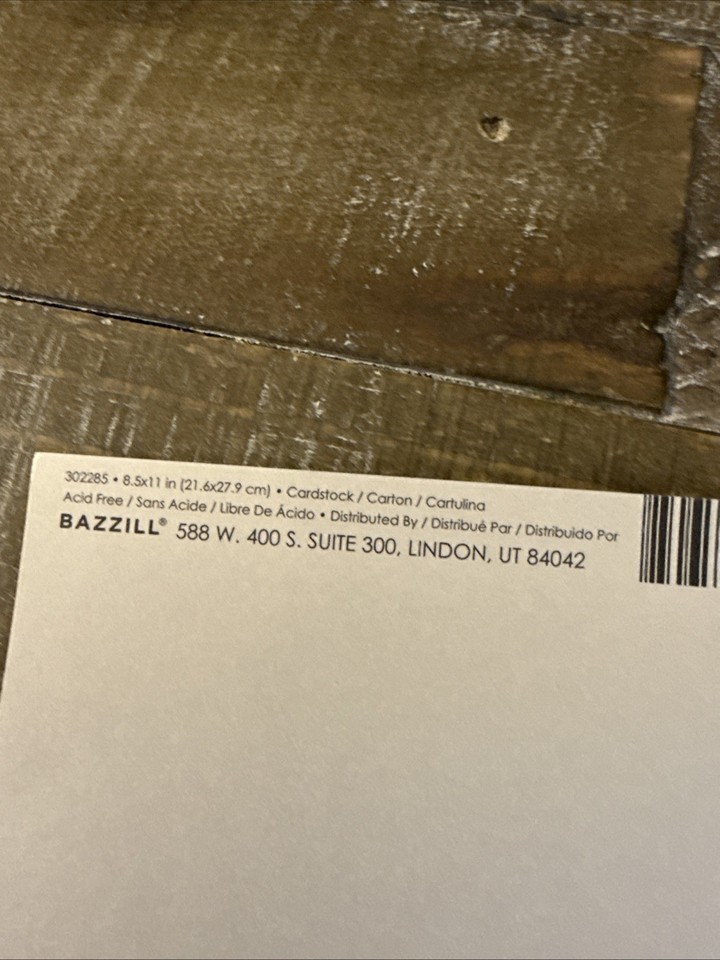 302285 • 8.5x11 in (21.6x27.9 cm) • Cardstock / Carton / Cartulina
Acid Free / Sans Acide / Libre De Ácido • Distributed By / Distribuê Par / Distribuido Por
BAZZILL® 588 W. 400 S. SUITE 300, LINDON, UT 84042